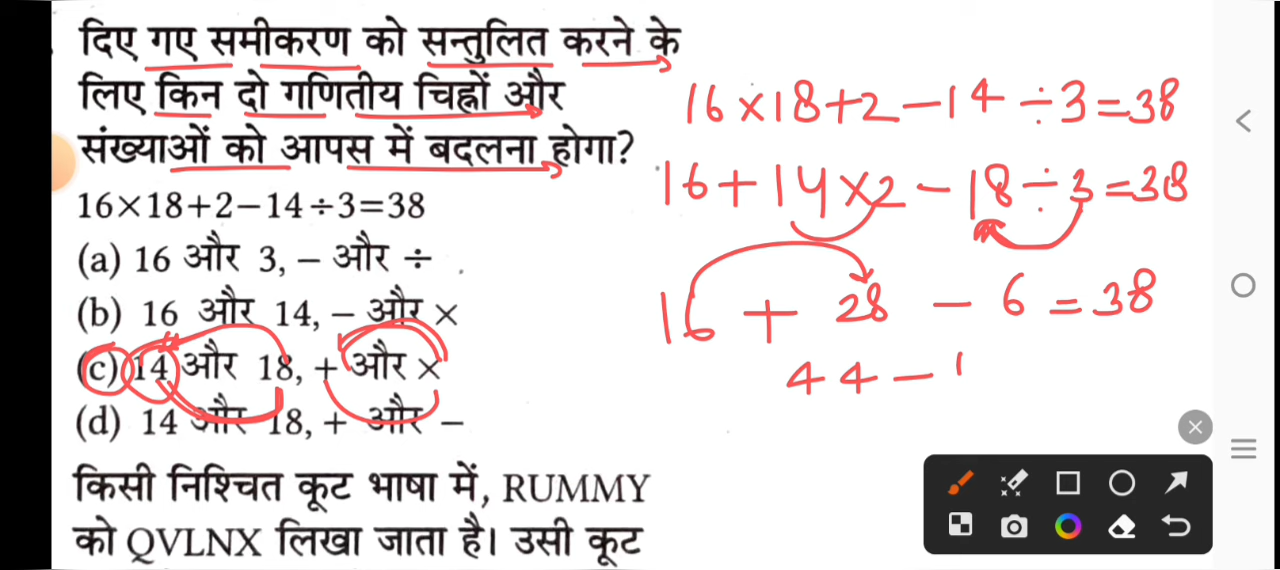 दिए गए समीकरण को सन्तुलित करने के
लिए किन दो गणितीय चिह्नों और
संख्याओं को आपस में बदलना होगा?
16×18+2−14÷3=38
(a) 16 और 3, − और ÷
(b) 16 और 14, − और ×
(c) 14 और 18, + और ×
(d) 14 और 18, + और −
किसी निश्चित कूट भाषा में, RUMMY
को QVLNX लिखा जाता है। उसी कूट
16×18+2−14÷3=38
16+14×2−18÷3=38
16 + 28 − 6 = 38
44 − 1